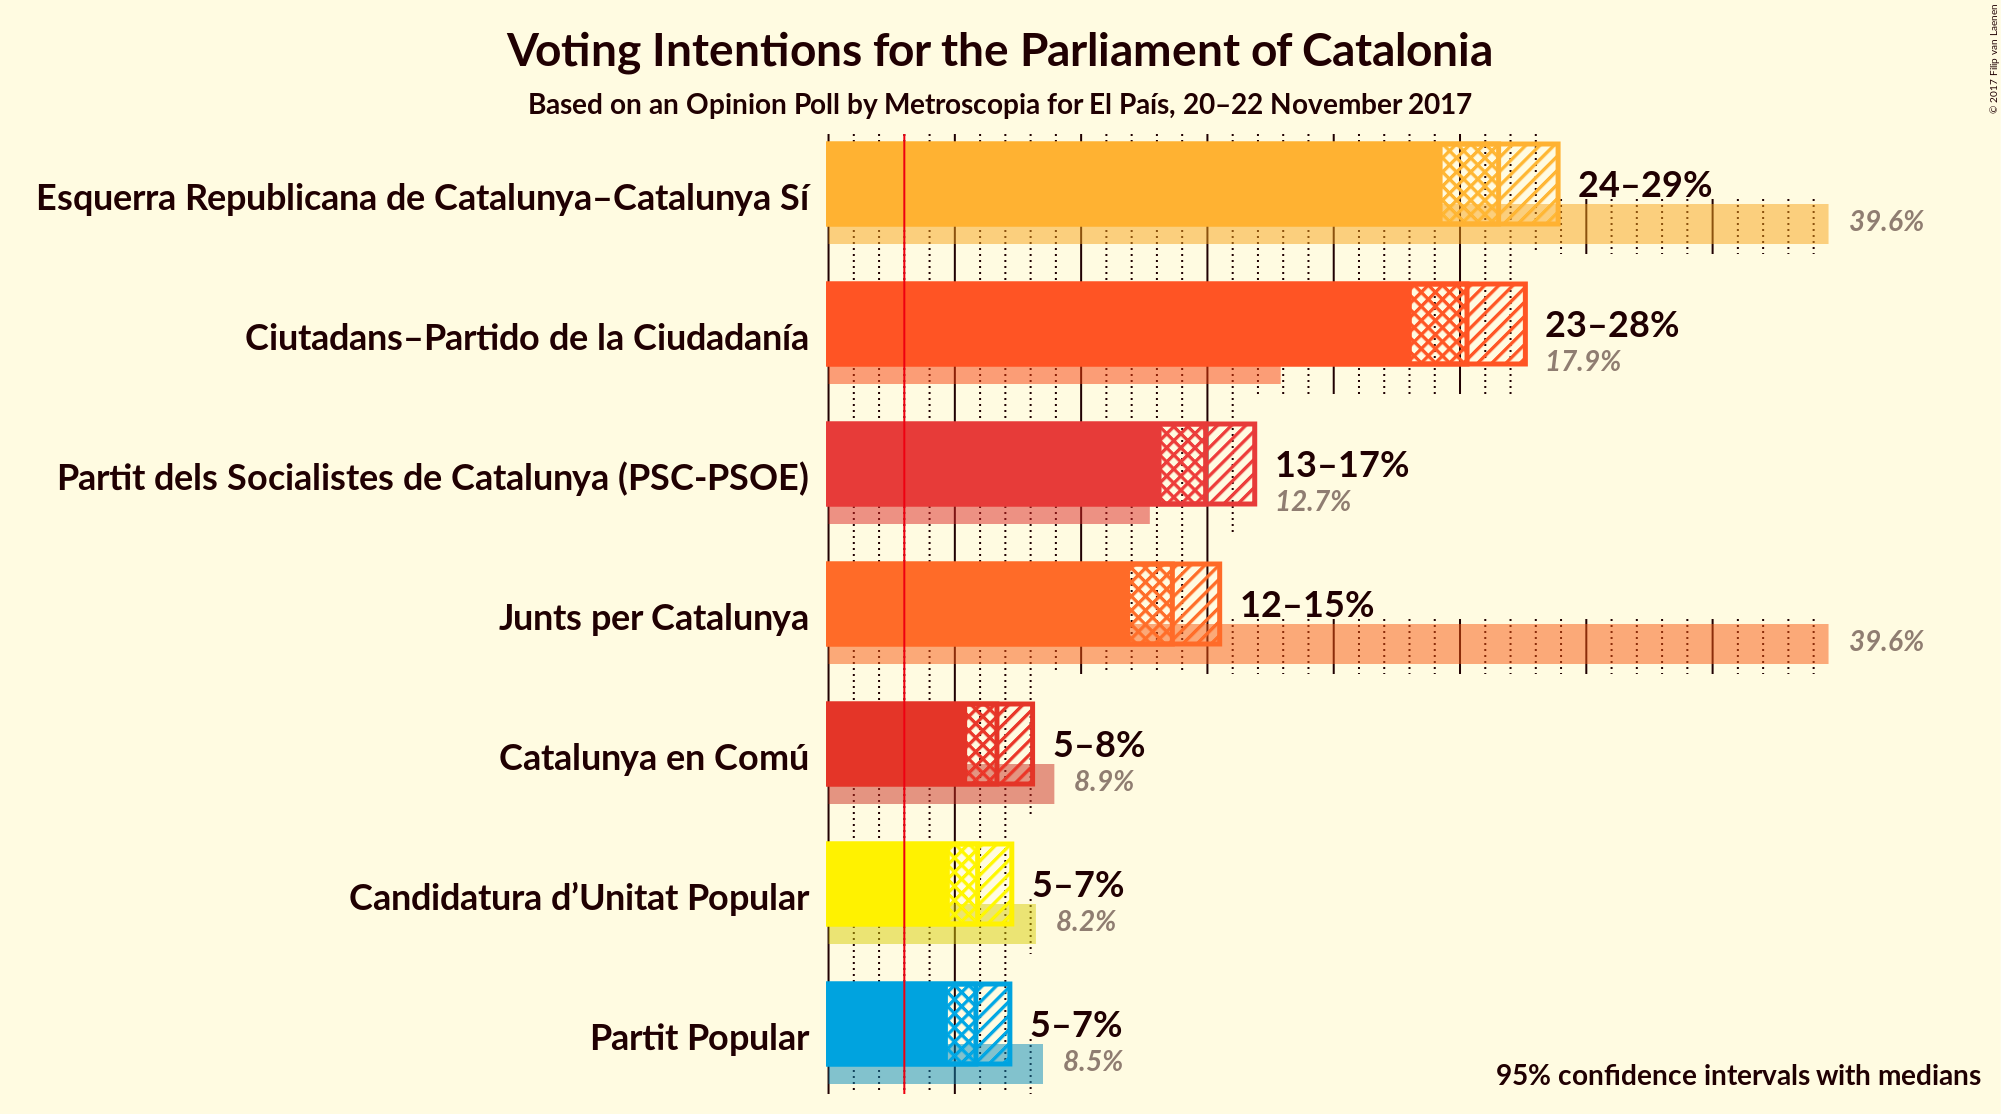 Voting Intentions for the Parliament of Catalonia
Based on an Opinion Poll by Metroscopia for El País, 20–22 November 2017
© 2017 Filip van Laenen
Esquerra Republicana de Catalunya–Catalunya Sí
24–29%
39.6%
Ciutadans–Partido de la Ciudadanía
23–28%
17.9%
Partit dels Socialistes de Catalunya (PSC-PSOE)
13–17%
12.7%
Junts per Catalunya
12–15%
39.6%
Catalunya en Comú
5–8%
8.9%
Candidatura d’Unitat Popular
5–7%
8.2%
Partit Popular
5–7%
8.5%
95% confidence intervals with medians